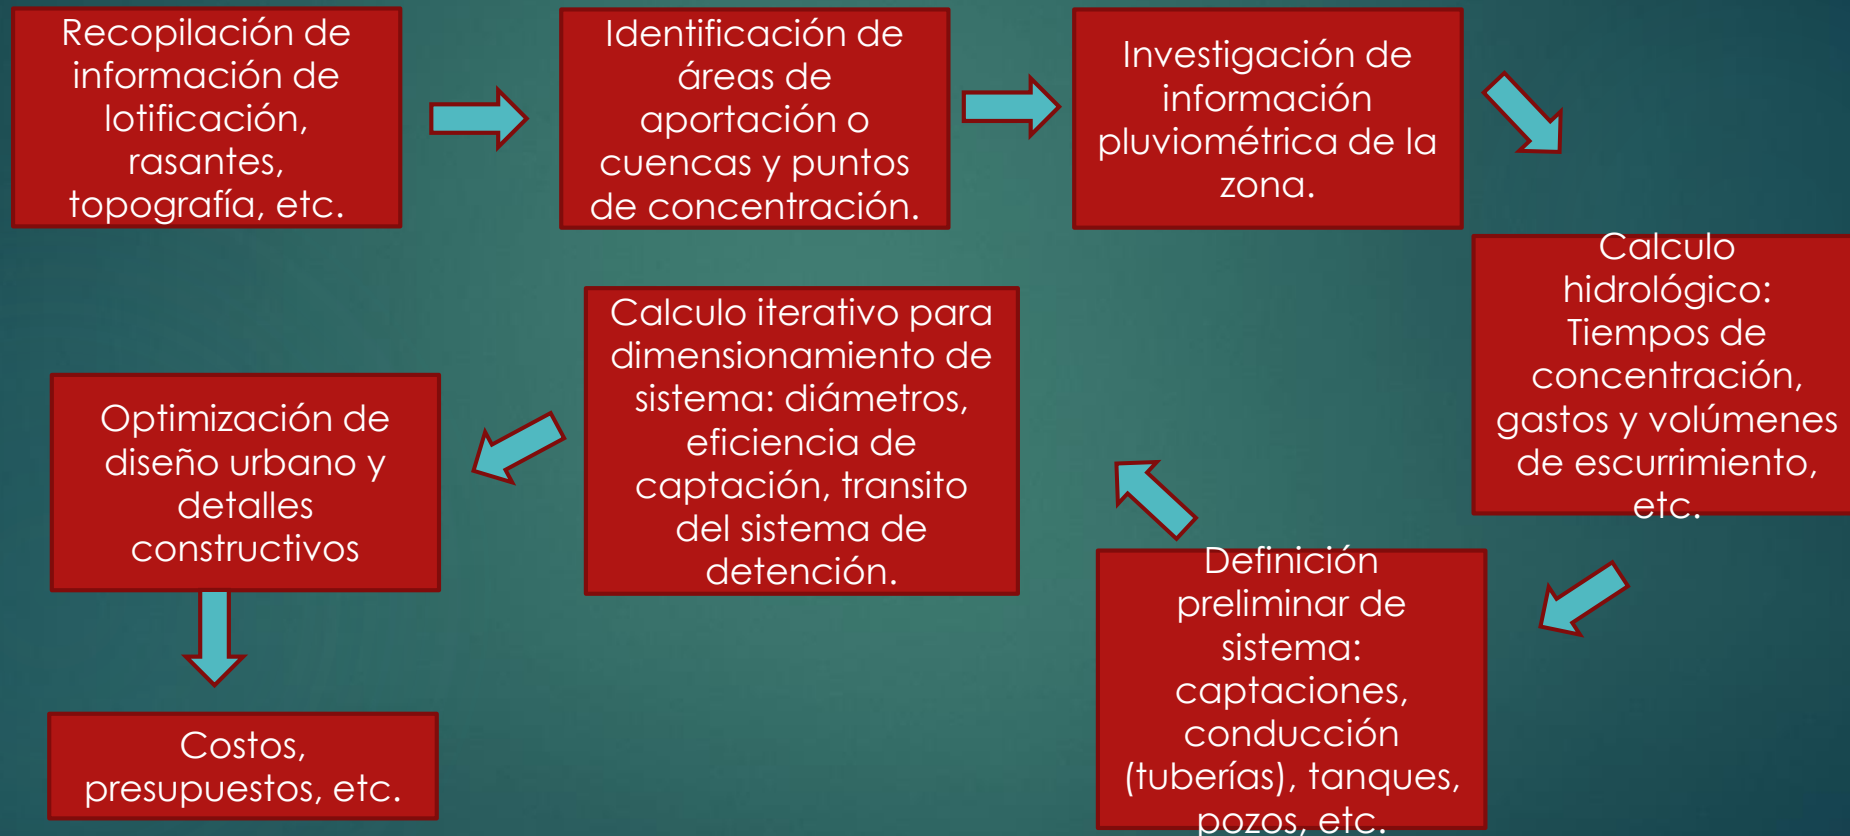 Recopilación de
información de
lotificación,
rasantes,
topografía, etc.
Identificación de
áreas de
aportación o
cuencas y puntos
de concentración.
Investigación de
información
pluviométrica de la
zona.
Calculo
hidrológico:
Tiempos de
concentración,
gastos y volúmenes
de escurrimiento,
etc.
Definición
preliminar de
sistema:
captaciones,
conducción
(tuberías), tanques,
pozos, etc.
Calculo iterativo para
dimensionamiento de
sistema: diámetros,
eficiencia de
captación, transito
del sistema de
detención.
Optimización de
diseño urbano y
detalles
constructivos
Costos,
presupuestos, etc.